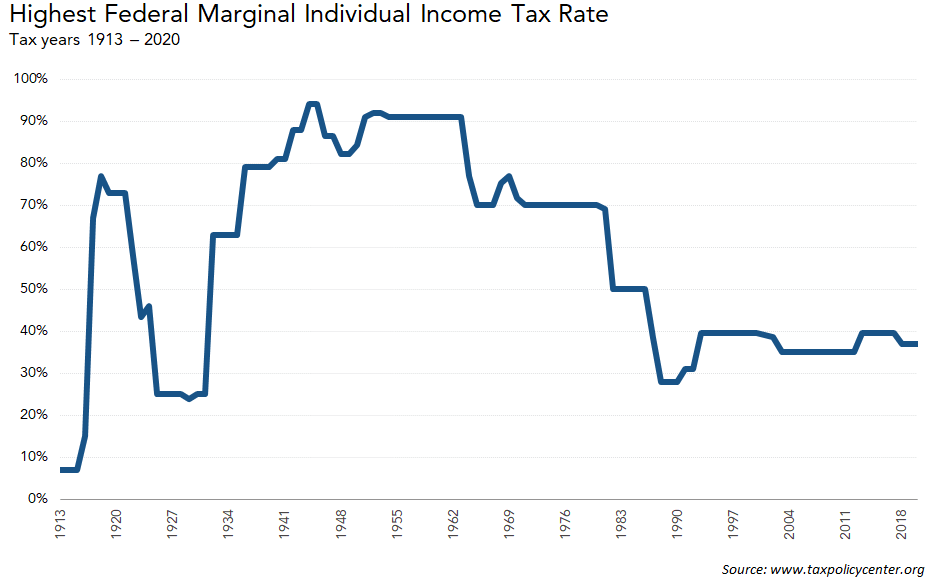 Highest Federal Marginal Individual Income Tax Rate
Tax years 1913 – 2020
100%
90%
80%
70%
60%
50%
40%
30%
20%
10%
0%
1913 1920 1927 1934 1941 1948 1955 1962 1969 1976 1983 1990 1997 2004 2011 2018
Source: www.taxpolicycenter.org